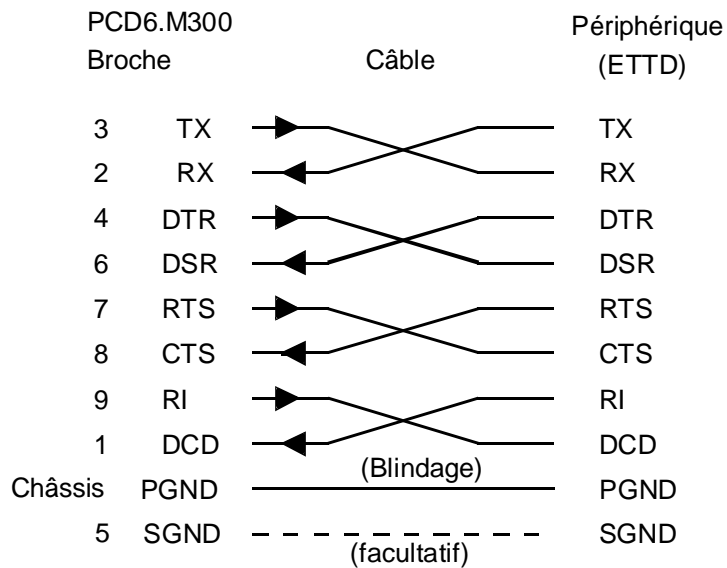 PCD6.M300 Périphérique
Broche Câble (ETTD)
3 TX TX
2 RX RX
4 DTR DTR
6 DSR DSR
7 RTS RTS
8 CTS CTS
9 RI RI
1 DCD DCD
(Blindage)
Châssis PGND PGND
5 SGND SGND
(facultatif)